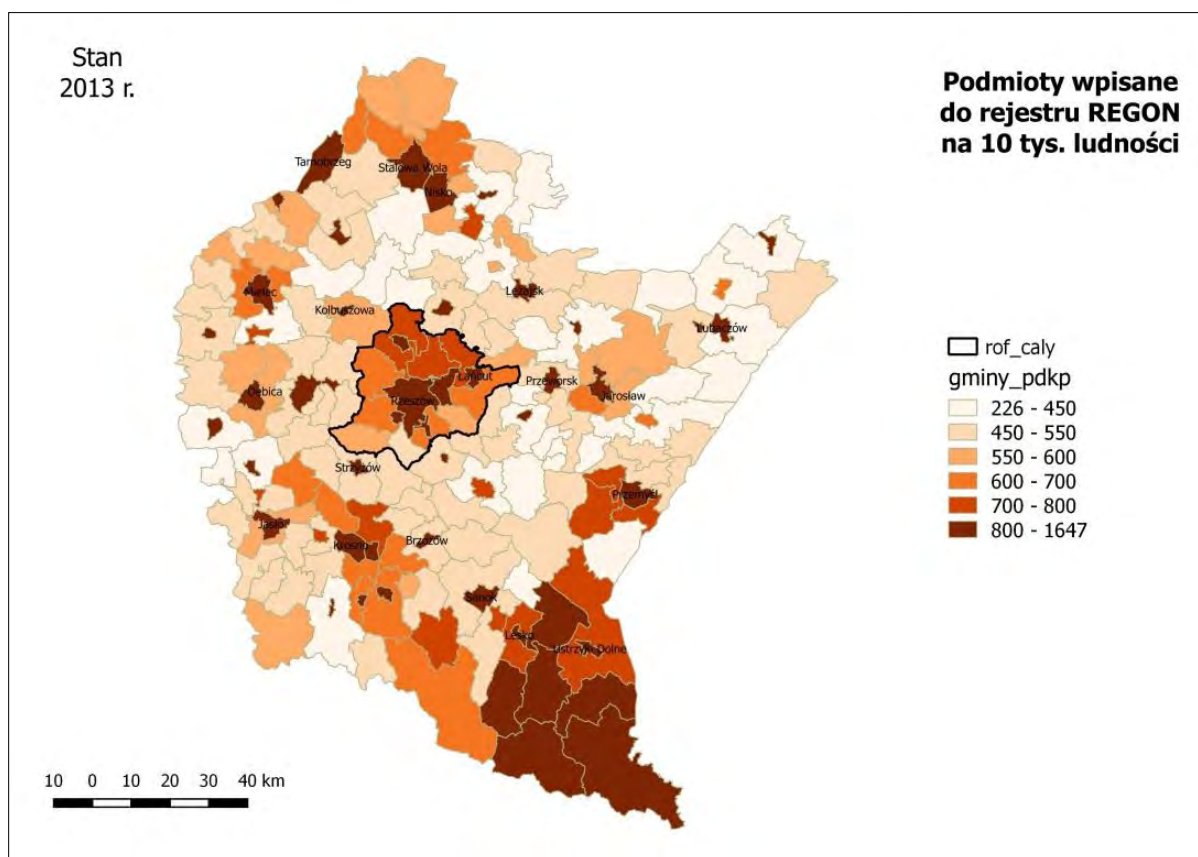 Stan
2013 r.
Podmioty wpisane
do rejestru REGON
na 10 tys. ludności
Tarnobrzeg
Stalowa Wola
Nisko
Mielec
Leżajsk
Kolbuszowa
Lubaczów
Łańcut
Przeworsk
Dębica
Rzeszów
Jarosław
Strzyżów
Przemyśl
Jasło
Krosno
Brzozów
Sanok
Lesko
Ustrzyki Dolne
rof_caly
gminy_pdkp
226 - 450
450 - 550
550 - 600
600 - 700
700 - 800
800 - 1647
10 0 10 20 30 40 km